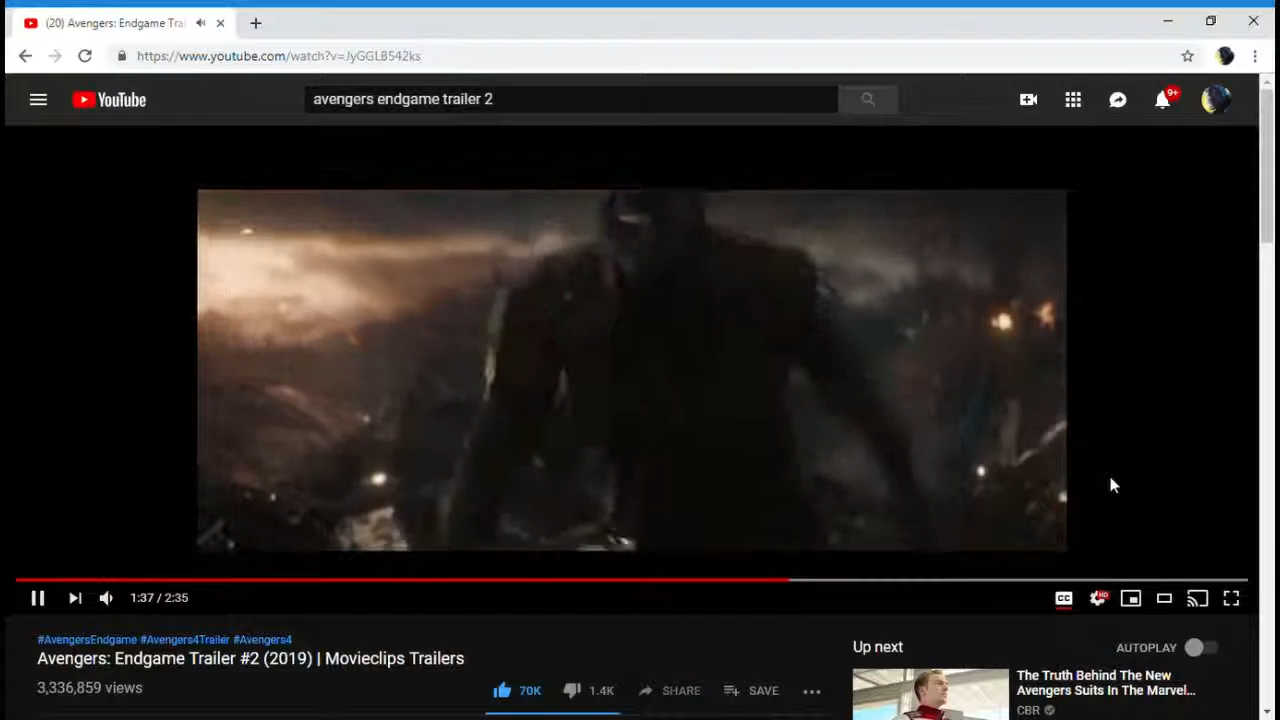 (20) Avengers: Endgame Tra
https://www.youtube.com/watch?v=JyGGLB542ks
YouTube
avengers endgame trailer 2
9+
1:37 / 2:35
CC
HD
#AvengersEndgame #Avengers4Trailer #Avengers4
Avengers: Endgame Trailer #2 (2019) | Movieclips Trailers
3,336,859 views
70K
1.4K
SHARE
SAVE
Up next
AUTOPLAY
The Truth Behind The New
Avengers Suits In The Marvel...
CBR